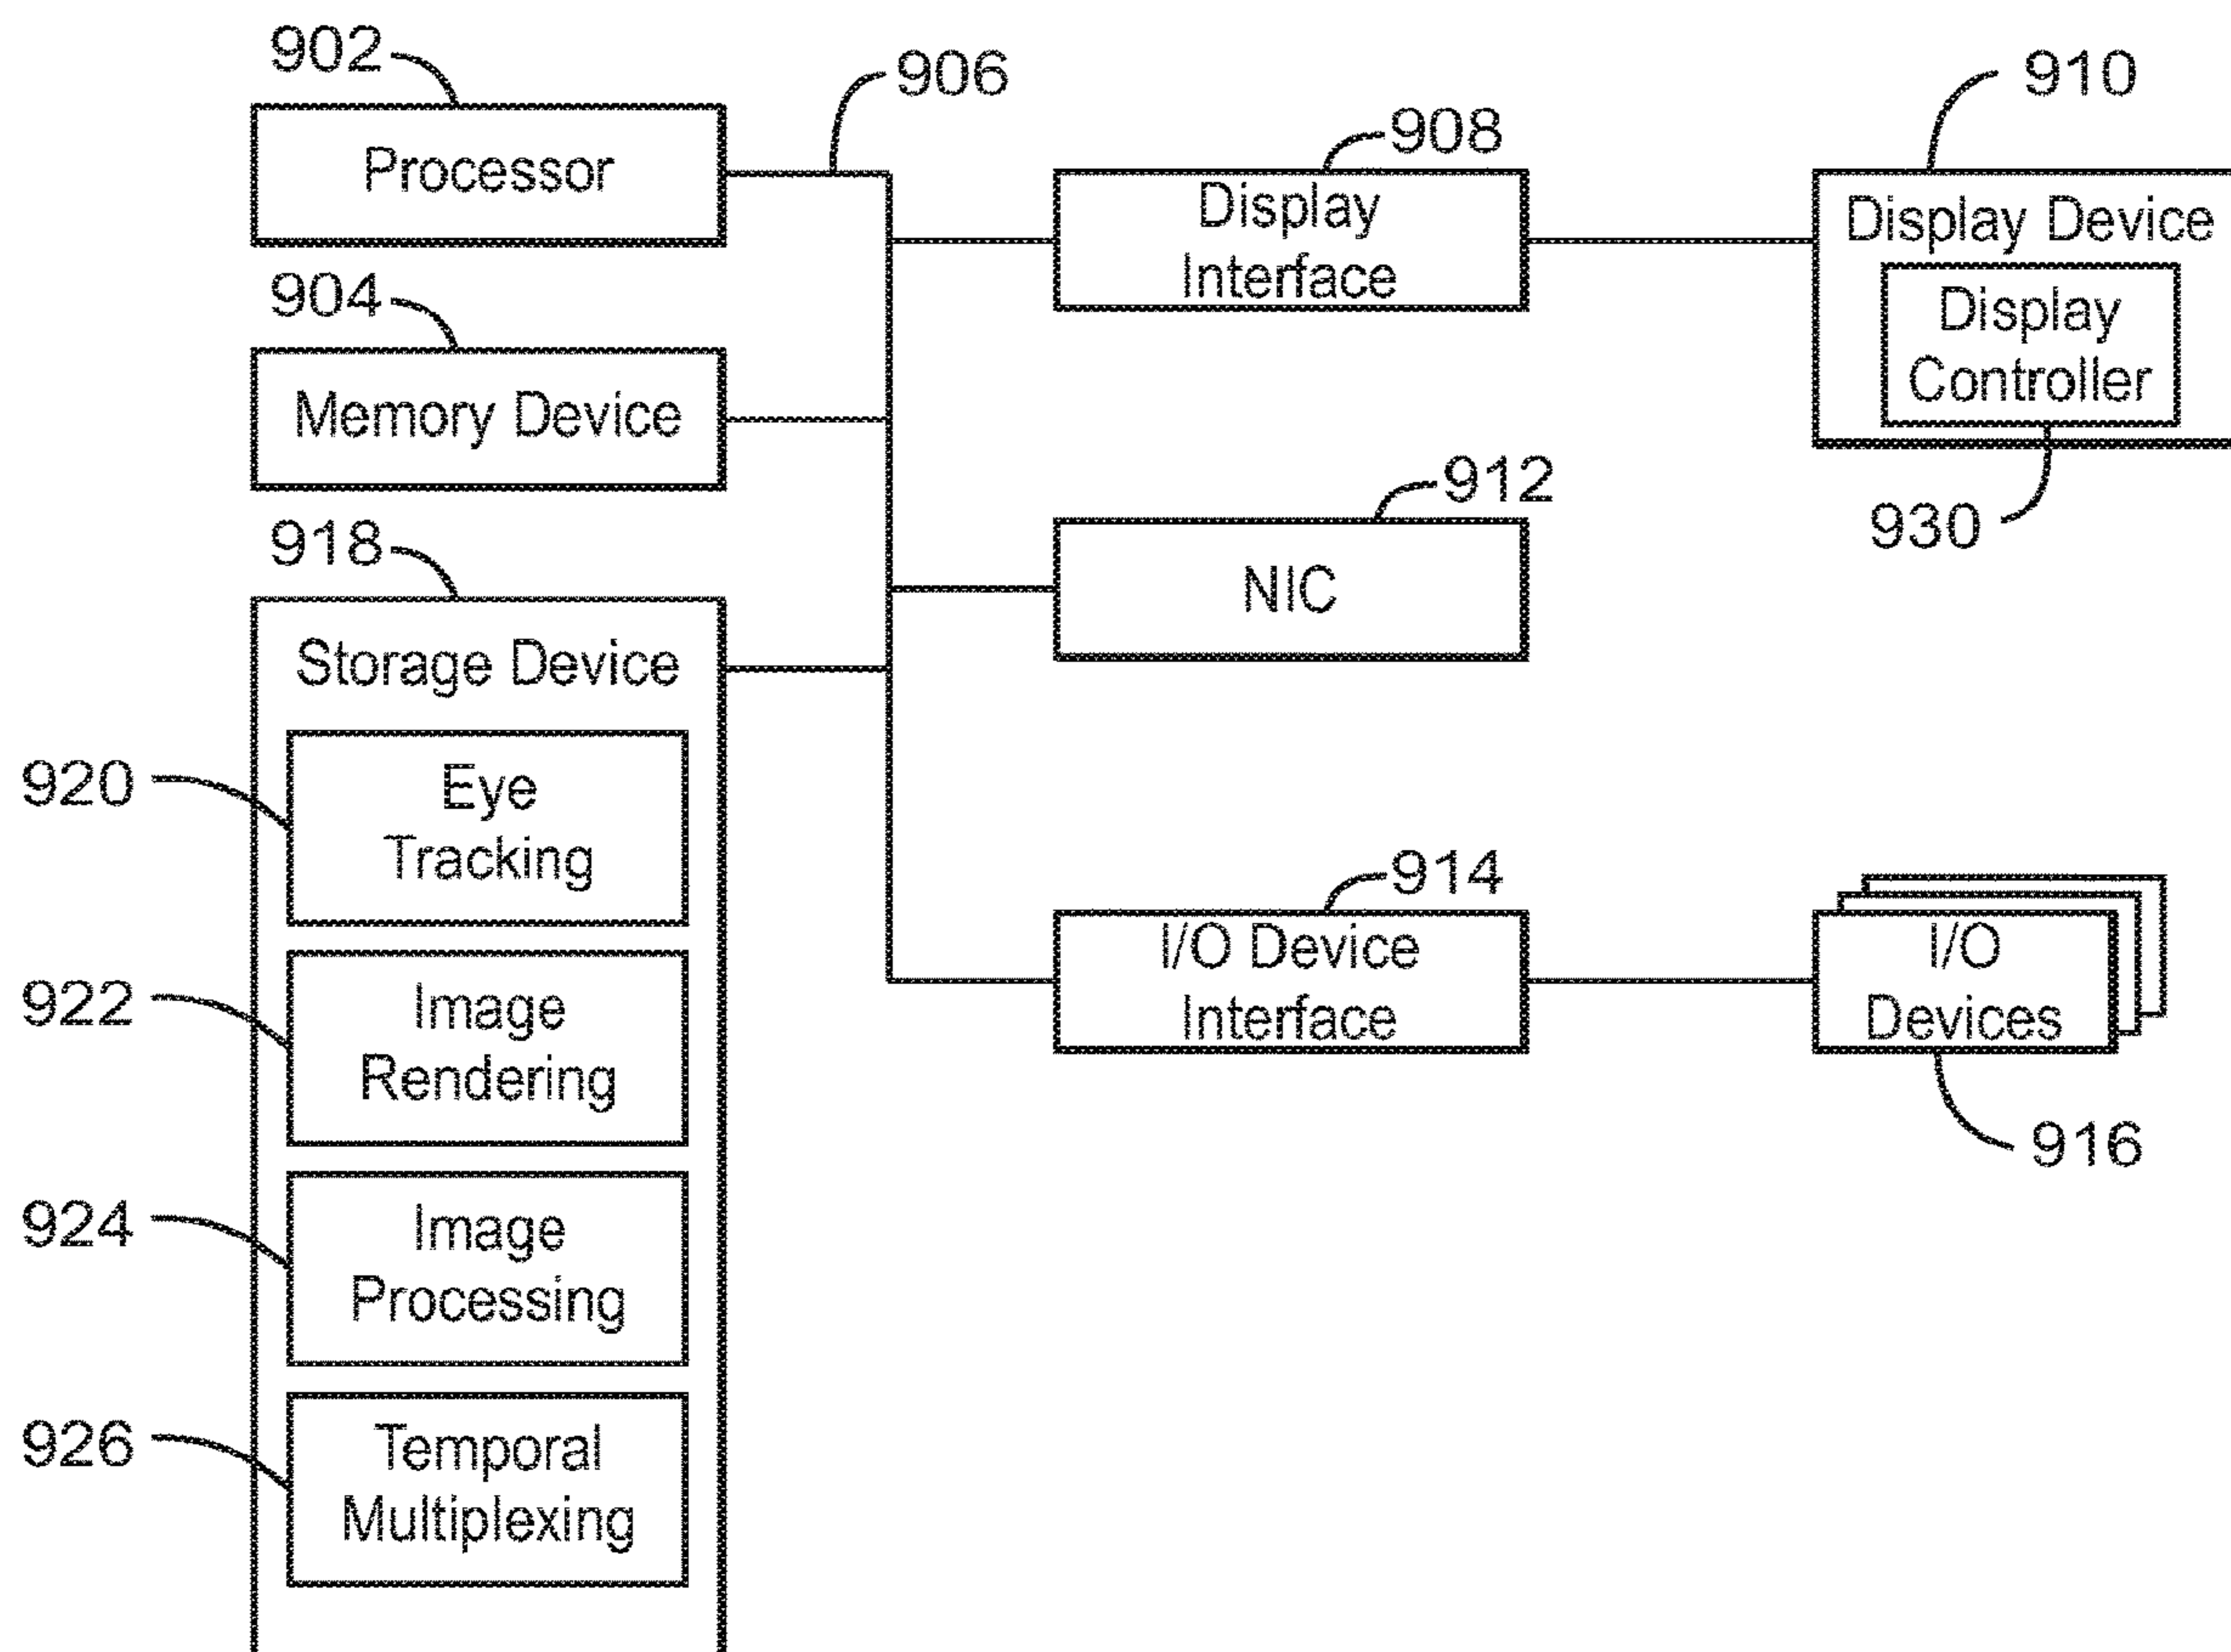 902
Processor
906
908
Display
Interface
910
Display Device
Display
Controller
930
904
Memory Device
912
NIC
918
Storage Device
920
Eye
Tracking
922
Image
Rendering
924
Image
Processing
926
Temporal
Multiplexing
914
I/O Device
Interface
I/O
Devices
916